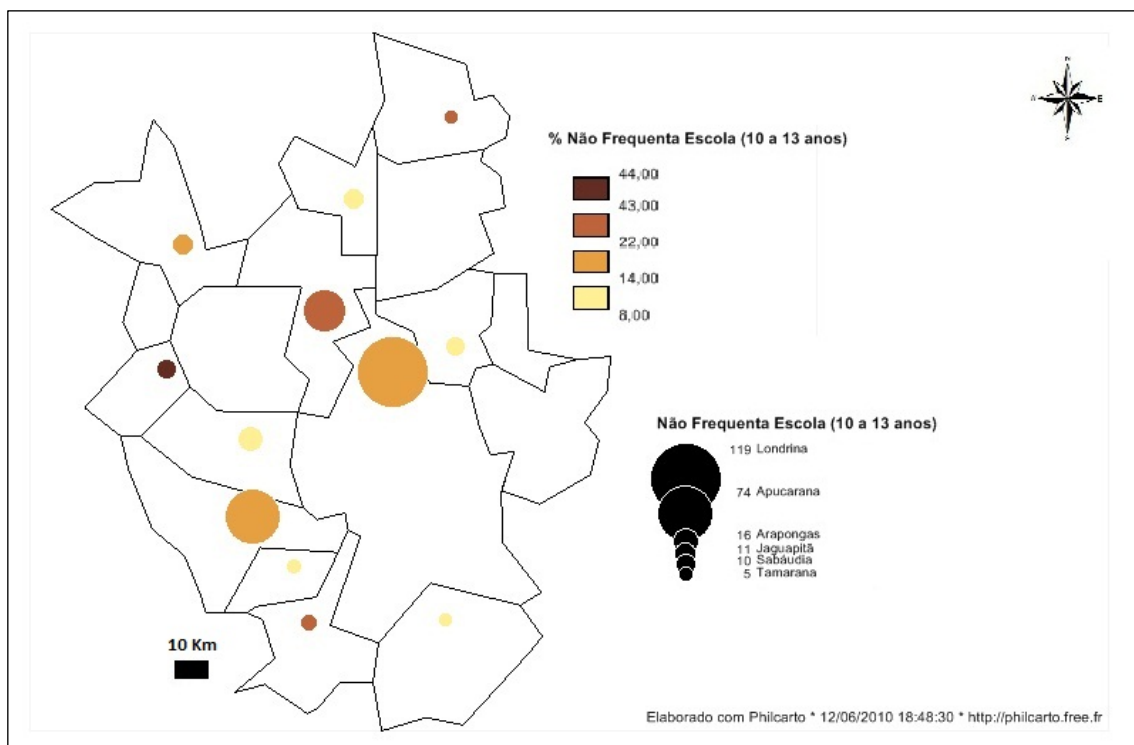 N
A E
S
% Não Frequenta Escola (10 a 13 anos)
44,00
43,00
22,00
14,00
8,00
Não Frequenta Escola (10 a 13 anos)
119 Londrina
74 Apucarana
16 Arapongas
11 Jaguapitã
10 Sabáudia
5 Tamarana
10 Km
Elaborado com Philcarto * 12/06/2010 18:48:30 * http://philcarto.free.fr